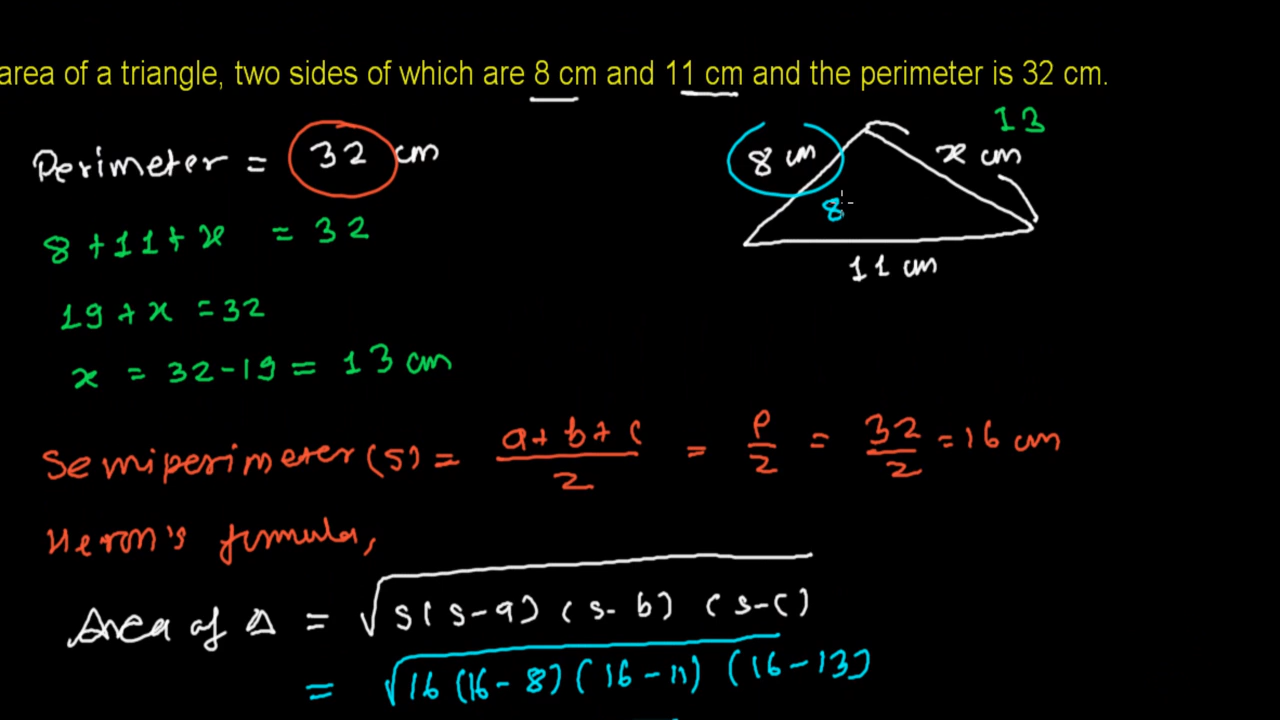 area of a triangle, two sides of which are 8 cm and 11 cm and the perimeter is 32 cm.
Perimeter = 32 cm
8 + 11 + x = 32
19 + x = 32
x = 32 - 19 = 13 cm
13
8 cm
x cm
8
11 cm
Semiperimeter (S) = a + b + c / 2 = P / 2 = 32 / 2 = 16 cm
Heron's formula,
Area of Δ = √s(s-a) (s-b) (s-c)
= √16 (16-8) (16-11) (16-13)